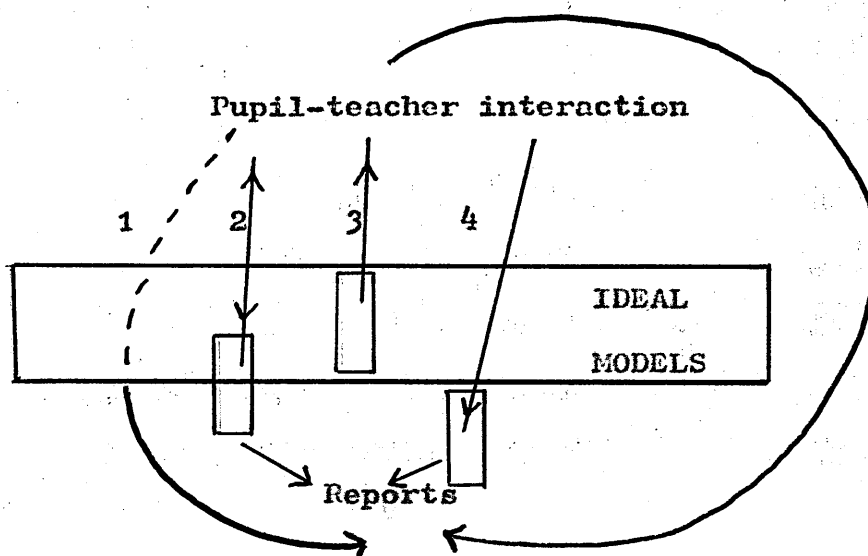 Pupil-teacher interaction
1 2 3 4
IDEAL
MODELS
Reports